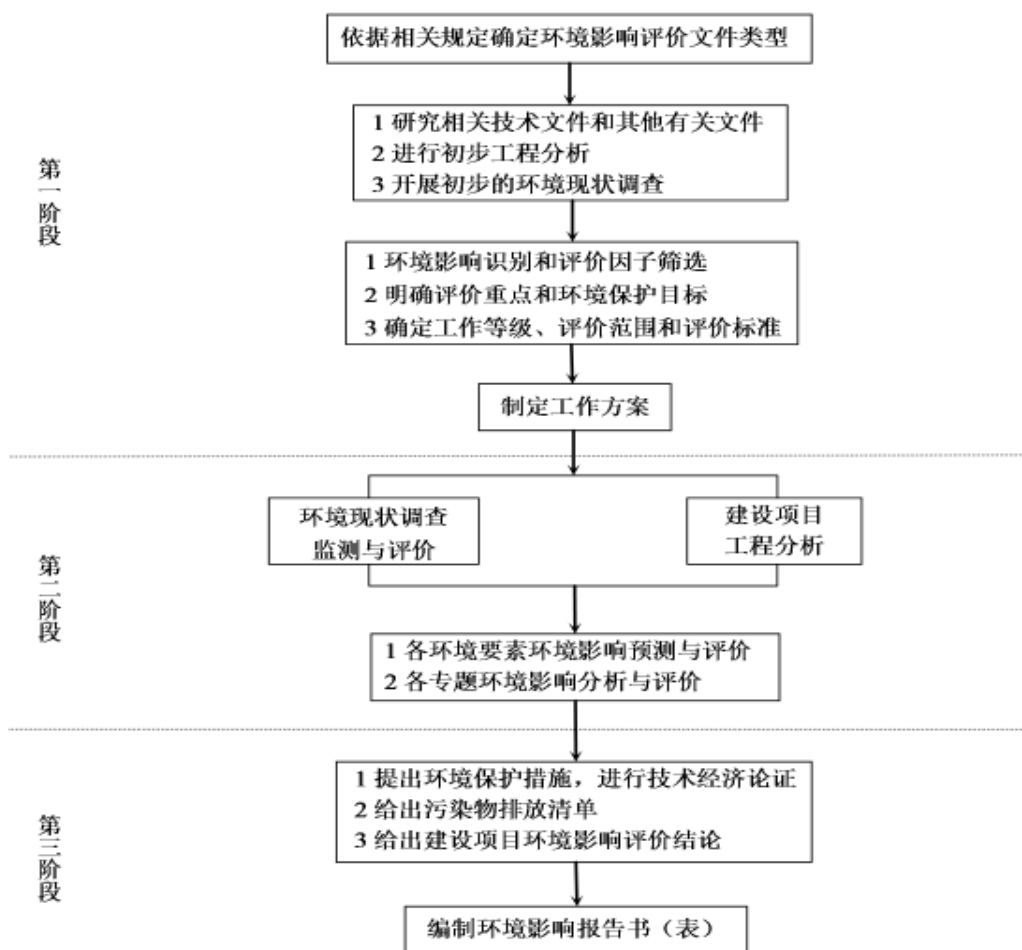 依据相关规定确定环境影响评价文件类型
1 研究相关技术文件和其他有关文件
2 进行初步工程分析
3 开展初步的环境现状调查
第一阶段
1 环境影响识别和评价因子筛选
2 明确评价重点和环境保护目标
3 确定工作等级、评价范围和评价标准
制定工作方案
环境现状调查
监测与评价
建设项目
工程分析
第二阶段
1 各环境要素环境影响预测与评价
2 各专题环境影响分析与评价
1 提出环境保护措施，进行技术经济论证
2 给出污染物排放清单
3 给出建设项目环境影响评价结论
第三阶段
编制环境影响报告书（表）